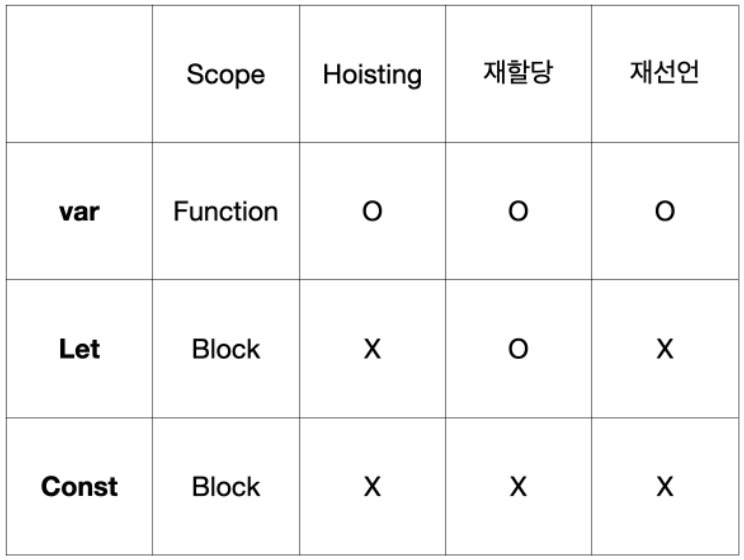 Scope Hoisting 재할당 재선언
var Function O O O
Let Block X O X
Const Block X X X